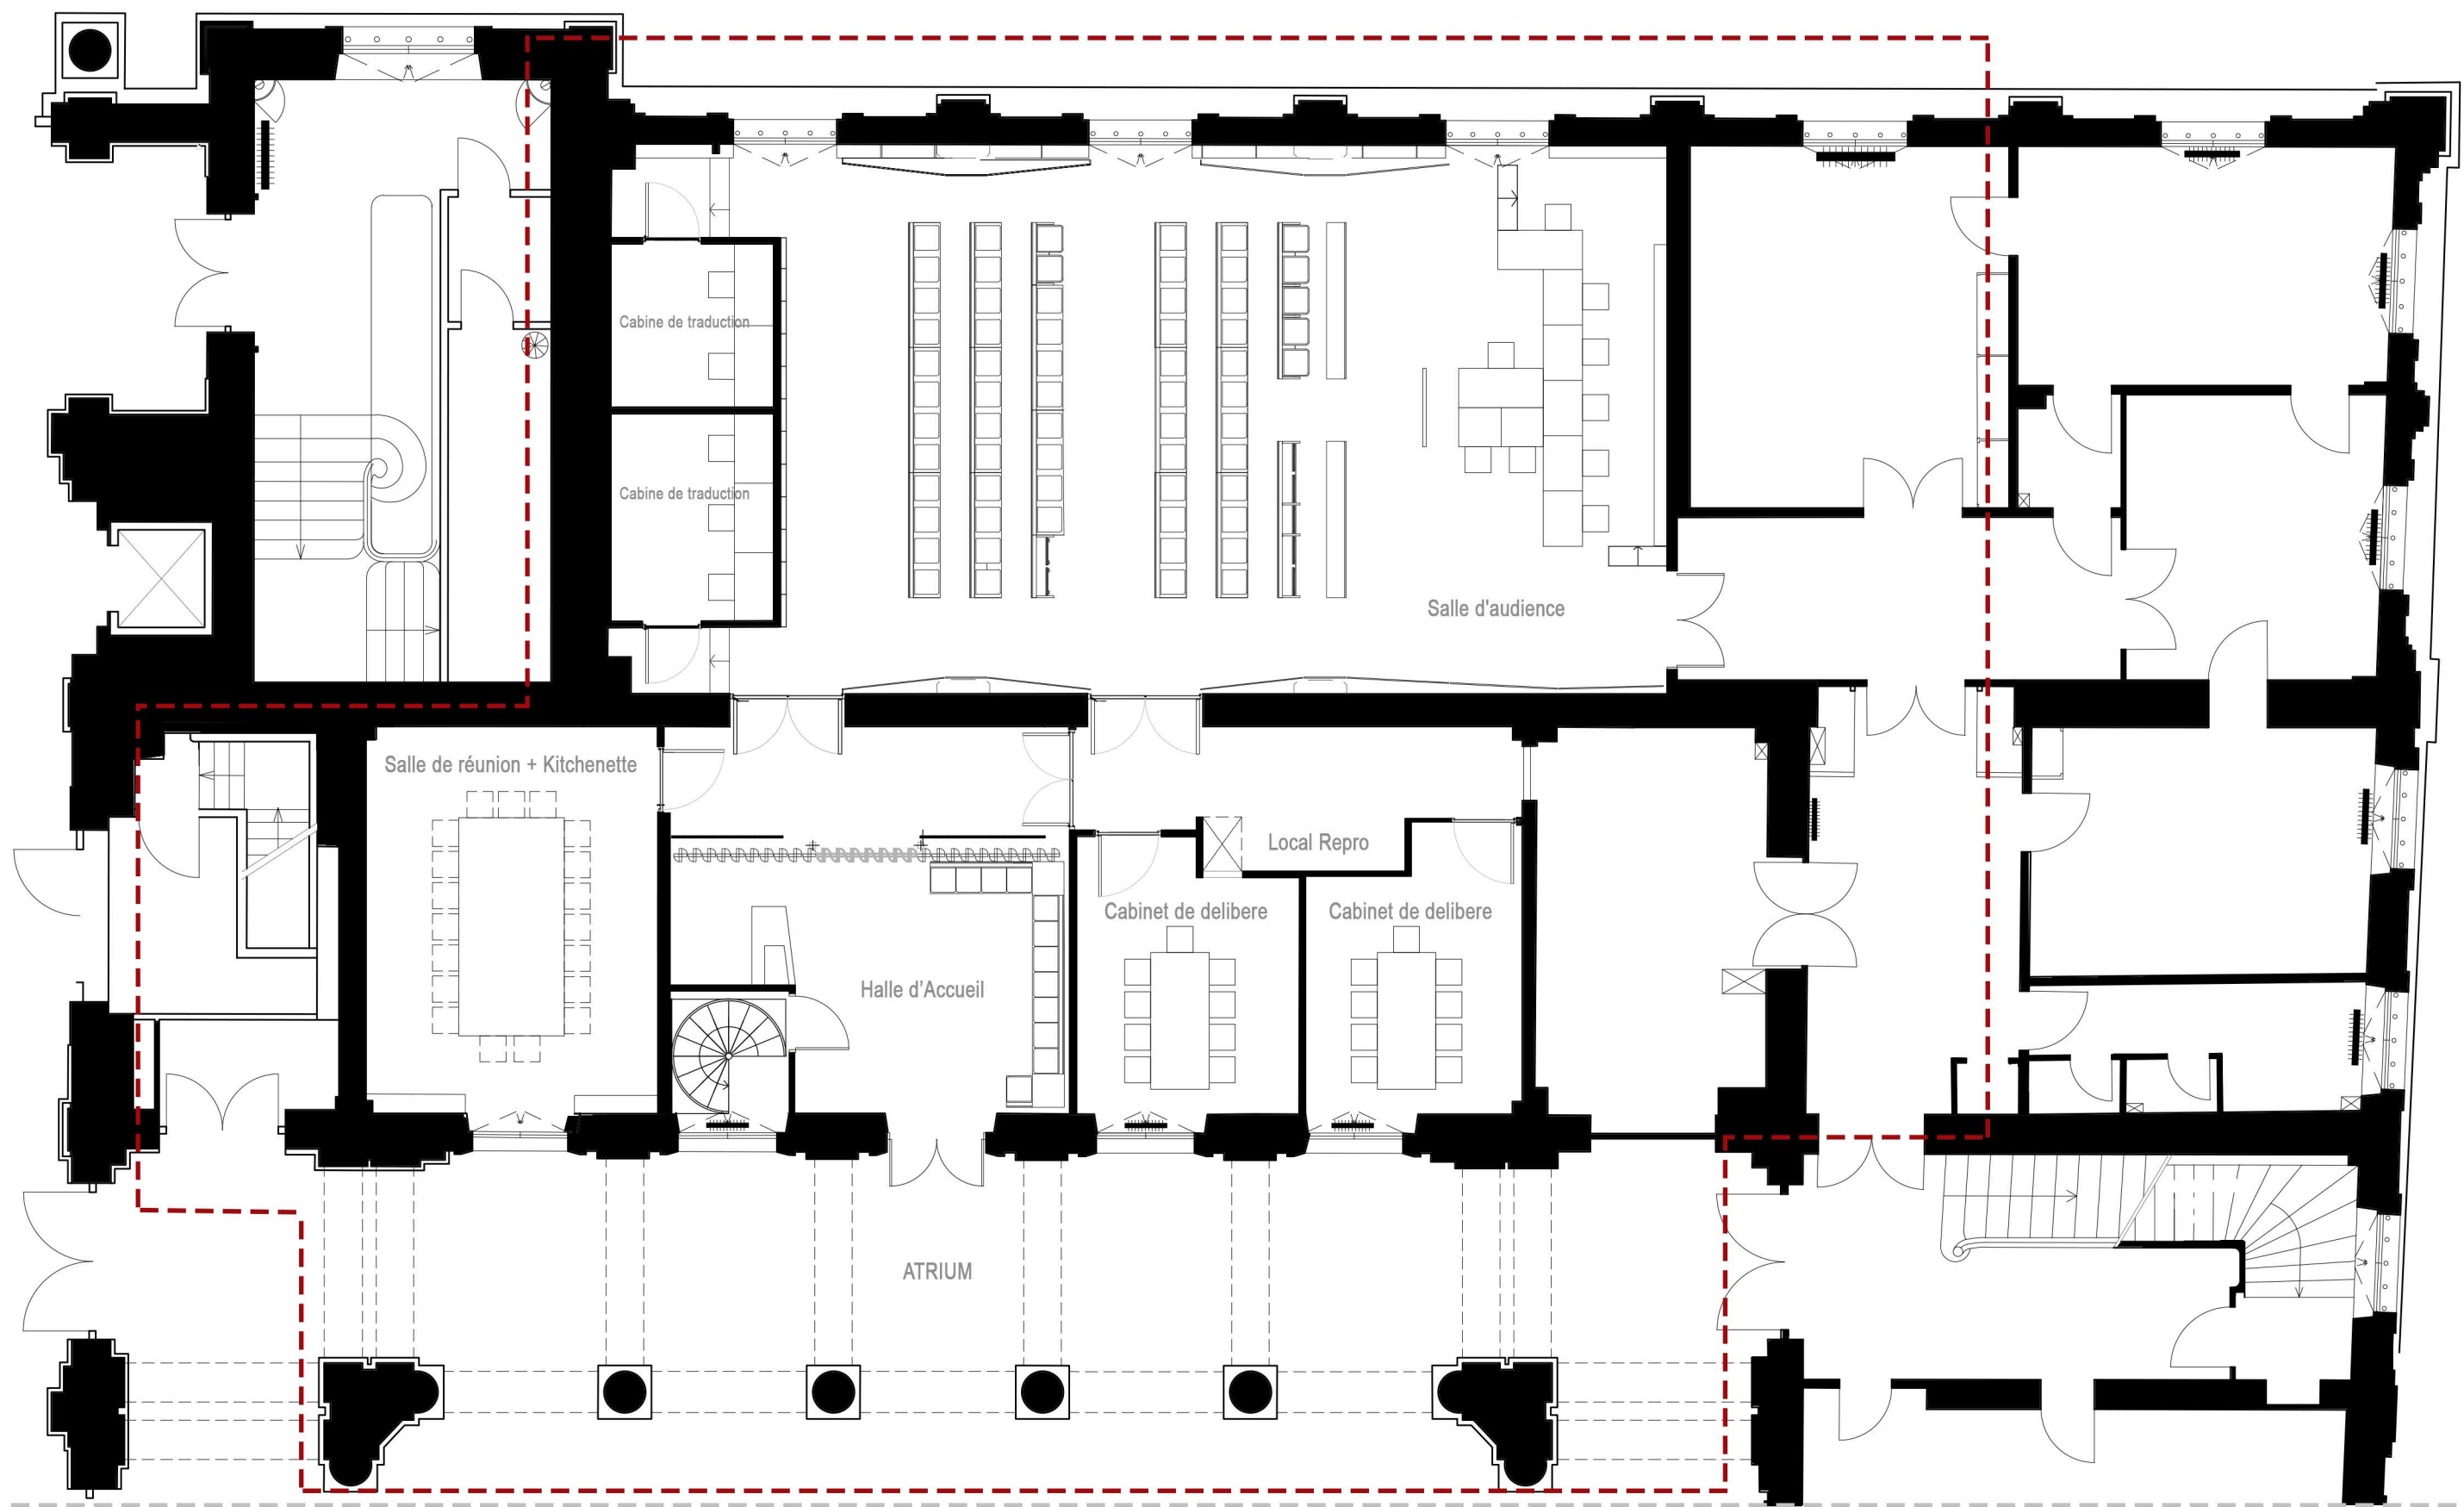 Cabine de traduction
Cabine de traduction
Salle d'audience
Salle de réunion + Kitchenette
Local Repro
Cabinet de delibere
Cabinet de delibere
Halle d'Accueil
ATRIUM